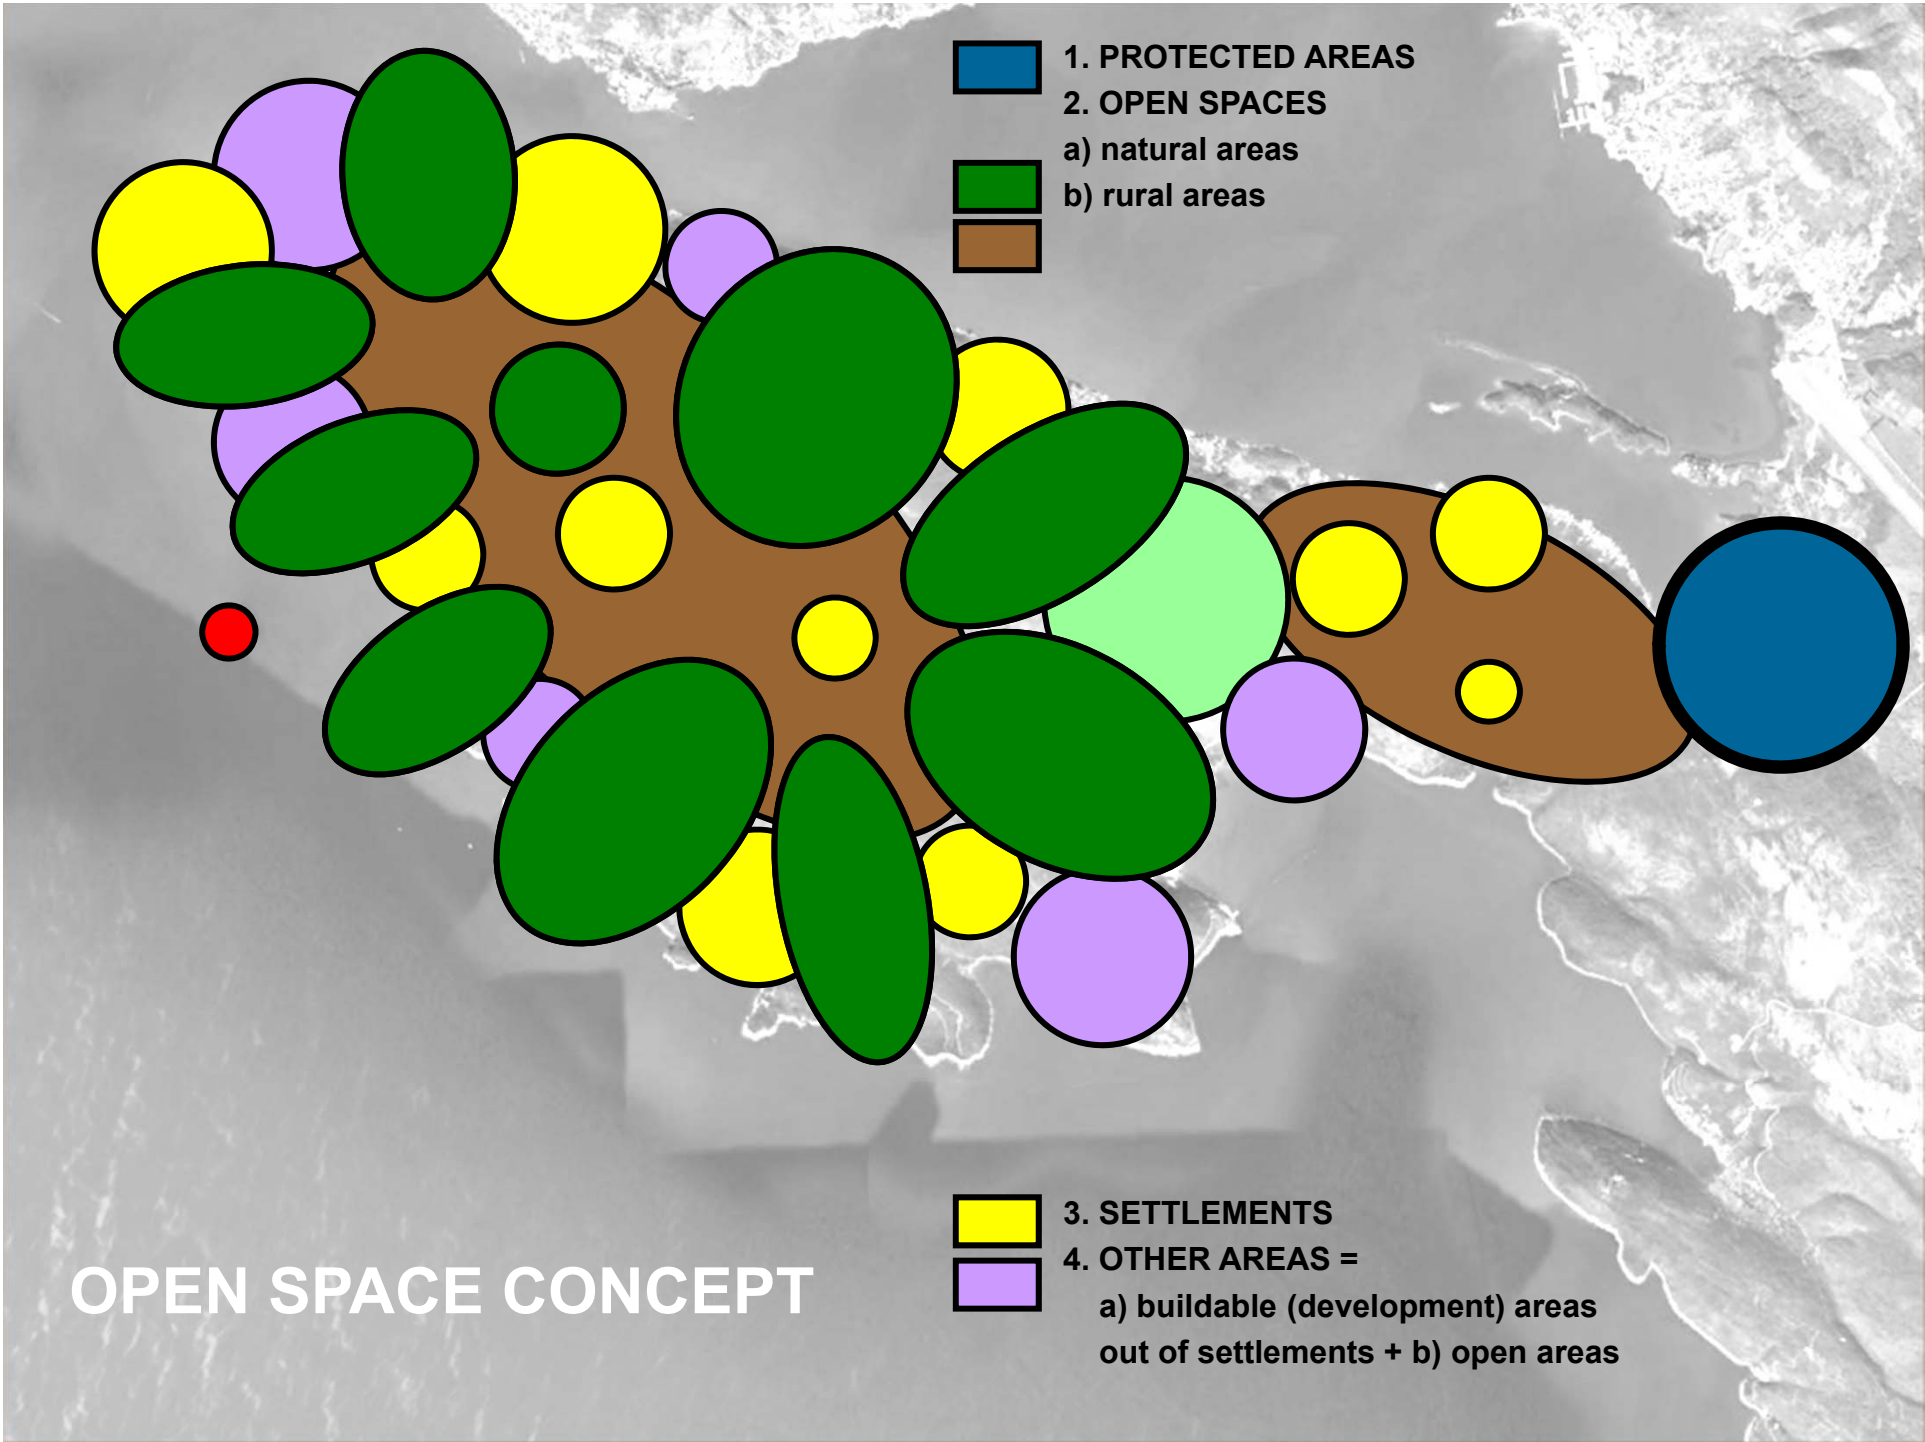 1. PROTECTED AREAS
2. OPEN SPACES
a) natural areas
b) rural areas
3. SETTLEMENTS
4. OTHER AREAS =
a) buildable (development) areas
out of settlements + b) open areas
OPEN SPACE CONCEPT